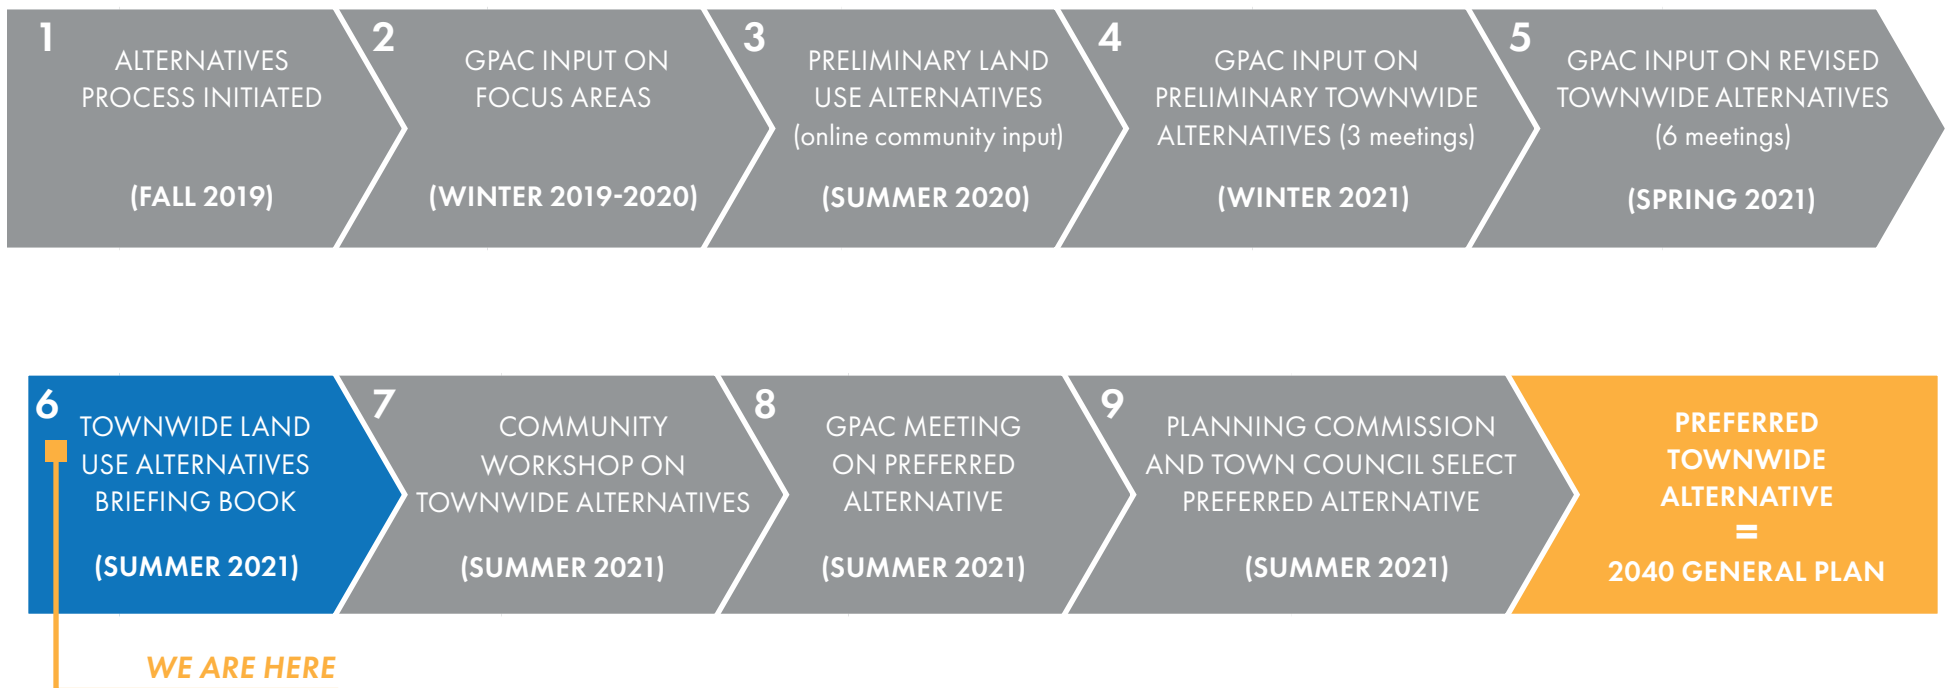 1
ALTERNATIVES
PROCESS INITIATED
(FALL 2019)
2
GPAC INPUT ON
FOCUS AREAS
(WINTER 2019-2020)
3
PRELIMINARY LAND
USE ALTERNATIVES
(online community input)
(SUMMER 2020)
4
GPAC INPUT ON
PRELIMINARY TOWNWIDE
ALTERNATIVES (3 meetings)
(WINTER 2021)
5
GPAC INPUT ON REVISED
TOWNWIDE ALTERNATIVES
(6 meetings)
(SPRING 2021)
6
TOWNWIDE LAND
USE ALTERNATIVES
BRIEFING BOOK
(SUMMER 2021)
7
COMMUNITY
WORKSHOP ON
TOWNWIDE ALTERNATIVES
(SUMMER 2021)
8
GPAC MEETING
ON PREFERRED
ALTERNATIVE
(SUMMER 2021)
9
PLANNING COMMISSION
AND TOWN COUNCIL SELECT
PREFERRED ALTERNATIVE
(SUMMER 2021)
PREFERRED
TOWNWIDE
ALTERNATIVE
=
2040 GENERAL PLAN
WE ARE HERE